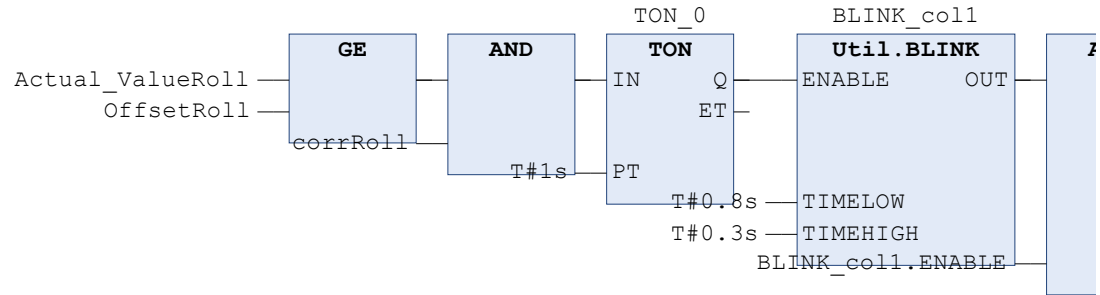 TON_0 BLINK_col1
GE AND TON Util.BLINK
Actual_ValueRoll IN Q ENABLE OUT
OffsetRoll ET
corrRoll
T#1s PT
T#0.8s TIMELOW
T#0.3s TIMEHIGH
BLINK_col1.ENABLE